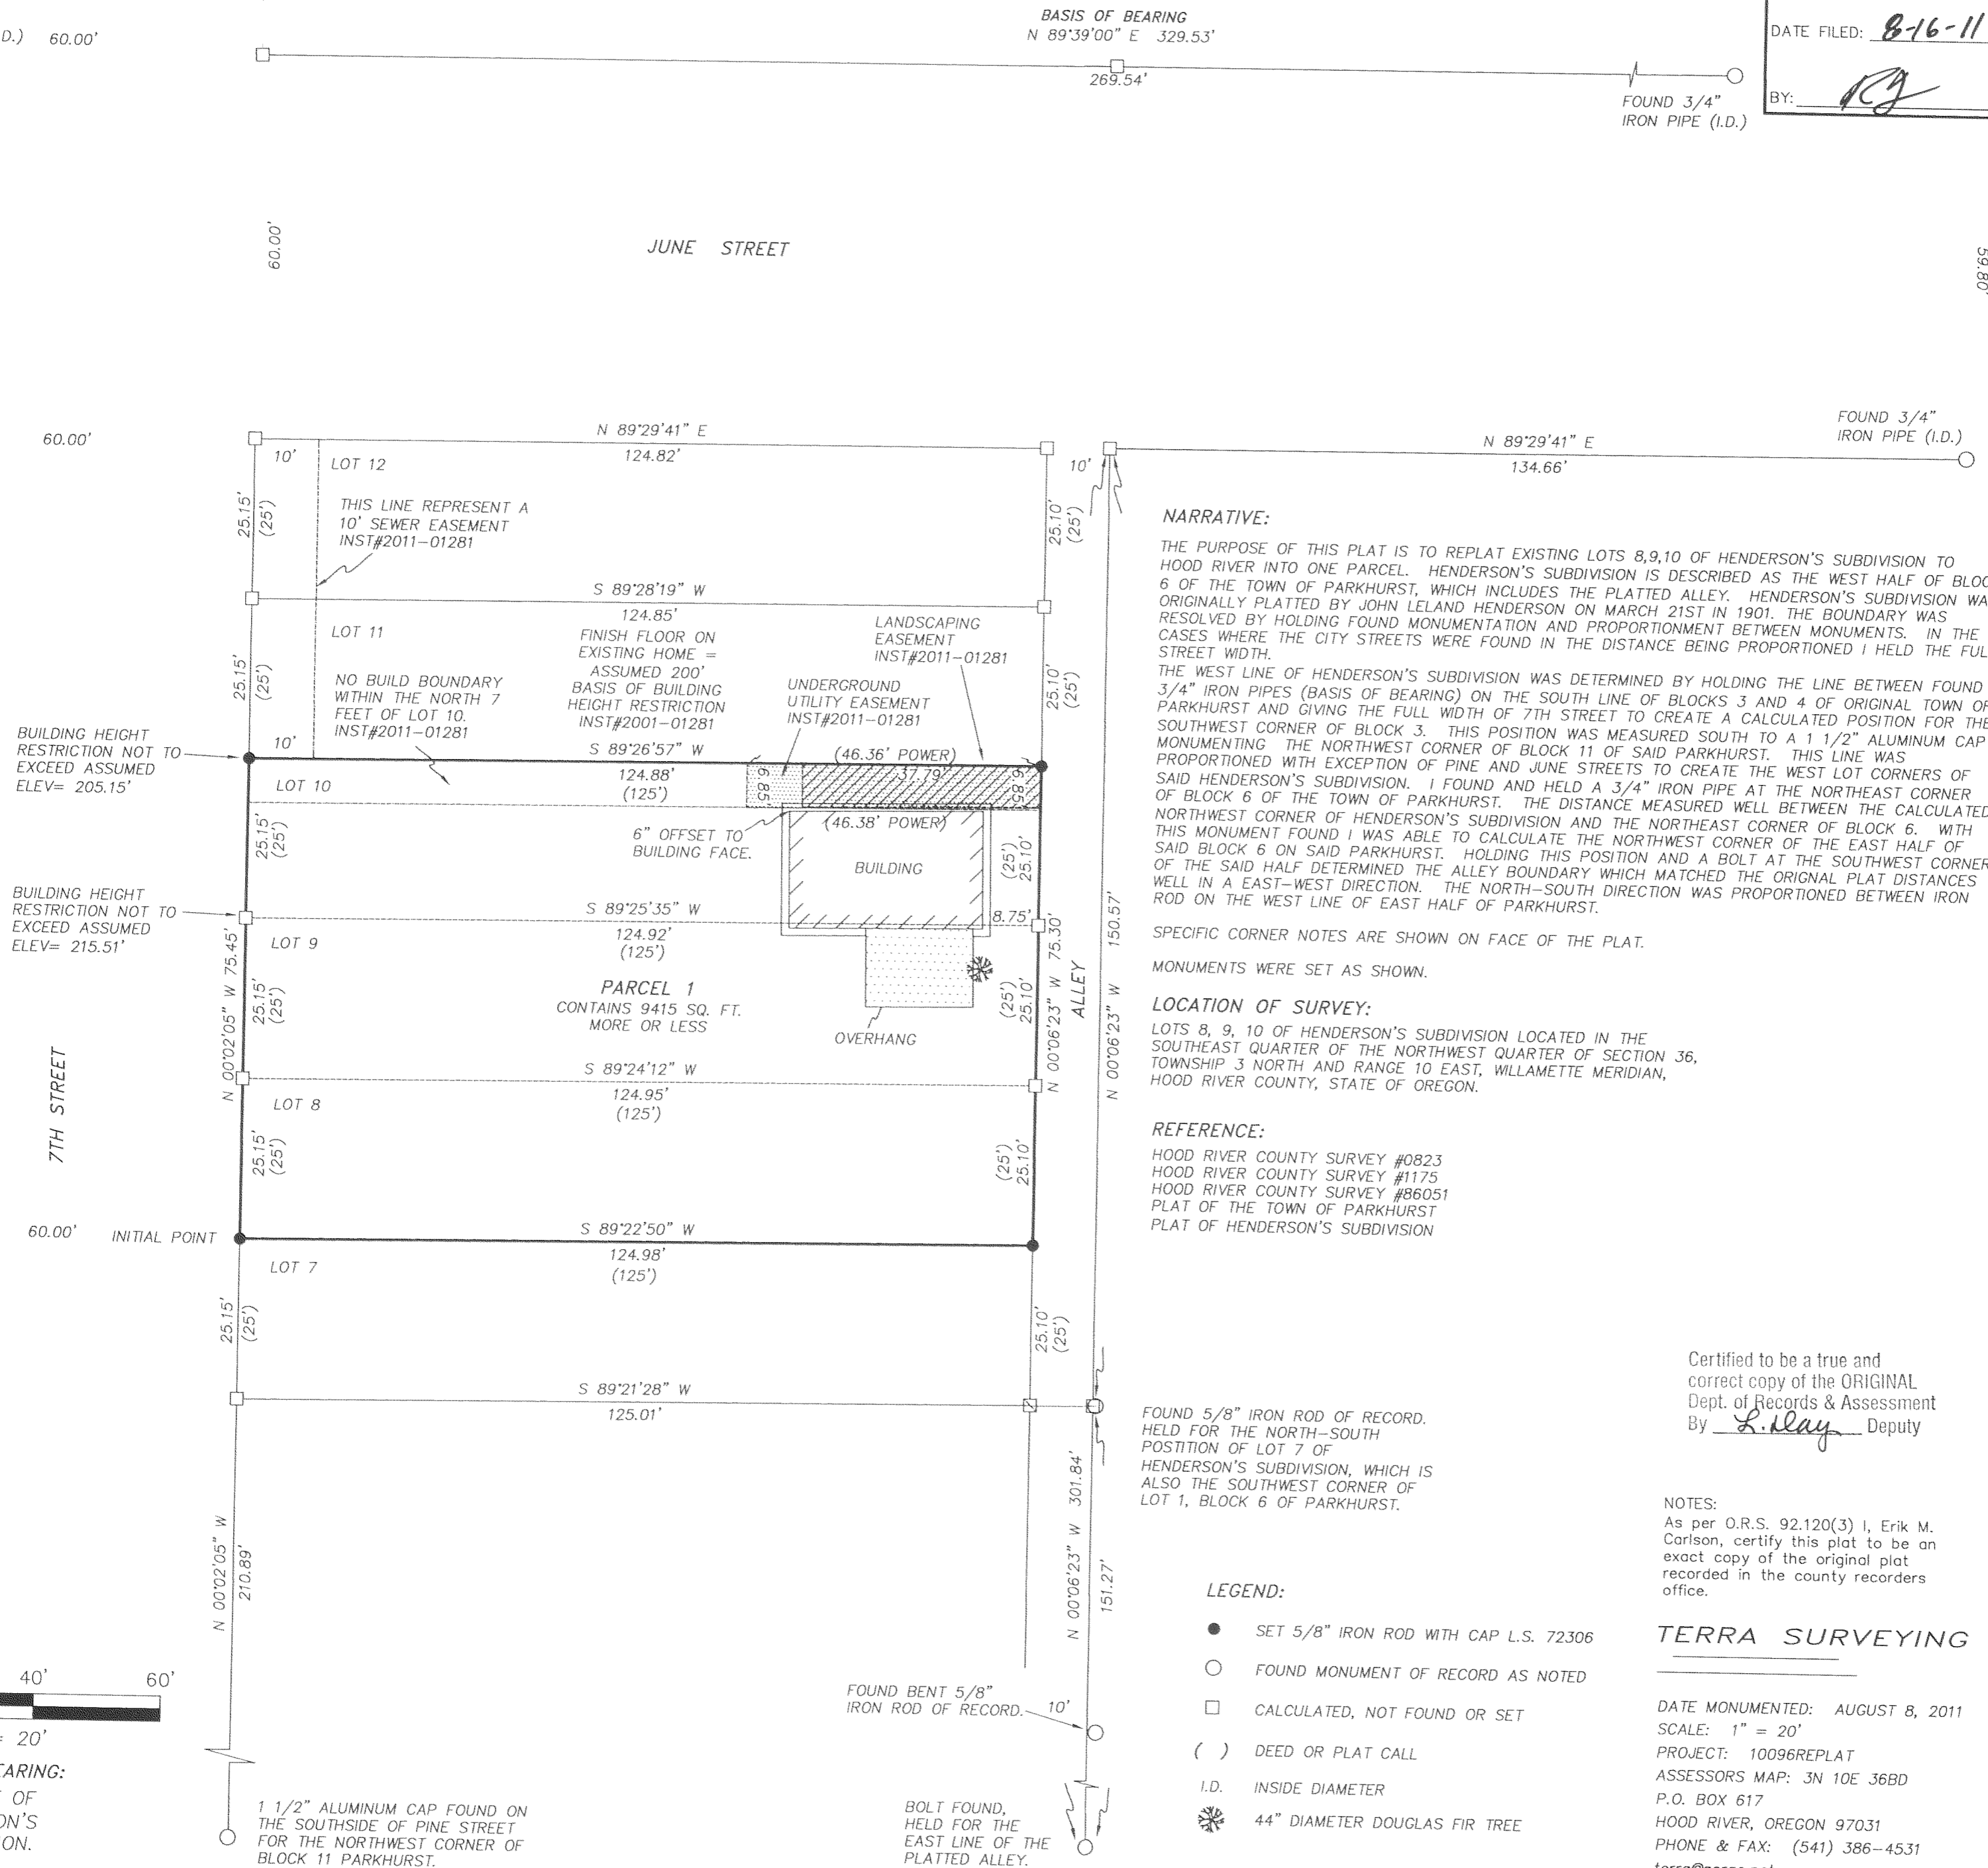 D.) 60.00'
BASIS OF BEARING
N 89°39'00" E 329.53'
269.54'
FOUND 3/4"
IRON PIPE (I.D.)
DATE FILED: 8-16-11
BY:
60.00'
JUNE STREET
59.80'
60.00'
N 89°29'41" E
124.82'
10'
LOT 12
10'
N 89°29'41" E
134.66'
FOUND 3/4"
IRON PIPE (I.D.)
25.15'
(25')
THIS LINE REPRESENT A
10' SEWER EASEMENT
INST#2011-01281
25.10'
(25')
S 89°28'19" W
124.85'
LOT 11
25.15'
(25')
NO BUILD BOUNDARY
WITHIN THE NORTH 7
FEET OF LOT 10.
INST#2011-01281
FINISH FLOOR ON
EXISTING HOME =
ASSUMED 200'
BASIS OF BUILDING
HEIGHT RESTRICTION
INST#2001-01281
UNDERGROUND
UTILITY EASEMENT
INST#2011-01281
LANDSCAPING
EASEMENT
INST#2011-01281
25.10'
(25')
BUILDING HEIGHT
RESTRICTION NOT TO
EXCEED ASSUMED
ELEV= 205.15'
10'
S 89°26'57" W
124.88'
(125')
(46.36' POWER)
37.79'
6.85'
6.85'
LOT 10
(46.38' POWER)
25.15'
(25')
6" OFFSET TO
BUILDING FACE.
BUILDING
(25')
25.10'
BUILDING HEIGHT
RESTRICTION NOT TO
EXCEED ASSUMED
ELEV= 215.51'
S 89°25'35" W
124.92'
(125')
8.75'
LOT 9
N 00°02'05" W 75.45'
25.15'
(25')
PARCEL 1
CONTAINS 9415 SQ. FT.
MORE OR LESS
OVERHANG
(25')
25.10'
N 00°06'23" W 75.30'
ALLEY
N 00°06'23" W 150.57'
7TH STREET
S 89°24'12" W
124.95'
(125')
LOT 8
25.15'
(25')
(25')
25.10'
60.00'
INITIAL POINT
S 89°22'50" W
124.98'
(125')
LOT 7
25.15'
(25')
25.10'
(25')
S 89°21'28" W
125.01'
N 00°02'05" W
210.89'
N 00°06'23" W 301.84'
151.27'
NARRATIVE:
THE PURPOSE OF THIS PLAT IS TO REPLAT EXISTING LOTS 8,9,10 OF HENDERSON'S SUBDIVISION TO
HOOD RIVER INTO ONE PARCEL. HENDERSON'S SUBDIVISION IS DESCRIBED AS THE WEST HALF OF BLOC
6 OF THE TOWN OF PARKHURST, WHICH INCLUDES THE PLATTED ALLEY. HENDERSON'S SUBDIVISION WA
ORIGINALLY PLATTED BY JOHN LELAND HENDERSON ON MARCH 21ST IN 1901. THE BOUNDARY WAS
RESOLVED BY HOLDING FOUND MONUMENTATION AND PROPORTIONMENT BETWEEN MONUMENTS. IN THE
CASES WHERE THE CITY STREETS WERE FOUND IN THE DISTANCE BEING PROPORTIONED I HELD THE FUL
STREET WIDTH.
THE WEST LINE OF HENDERSON'S SUBDIVISION WAS DETERMINED BY HOLDING THE LINE BETWEEN FOUND
3/4" IRON PIPES (BASIS OF BEARING) ON THE SOUTH LINE OF BLOCKS 3 AND 4 OF ORIGINAL TOWN OF
PARKHURST AND GIVING THE FULL WIDTH OF 7TH STREET TO CREATE A CALCULATED POSITION FOR THE
SOUTHWEST CORNER OF BLOCK 3. THIS POSITION WAS MEASURED SOUTH TO A 1 1/2" ALUMINUM CAP
MONUMENTING THE NORTHWEST CORNER OF BLOCK 11 OF SAID PARKHURST. THIS LINE WAS
PROPORTIONED WITH EXCEPTION OF PINE AND JUNE STREETS TO CREATE THE WEST LOT CORNERS OF
SAID HENDERSON'S SUBDIVISION. I FOUND AND HELD A 3/4" IRON PIPE AT THE NORTHEAST CORNER
OF BLOCK 6 OF THE TOWN OF PARKHURST. THE DISTANCE MEASURED WELL BETWEEN THE CALCULATED
NORTHWEST CORNER OF HENDERSON'S SUBDIVISION AND THE NORTHEAST CORNER OF BLOCK 6. WITH
THIS MONUMENT FOUND I WAS ABLE TO CALCULATE THE NORTHWEST CORNER OF THE EAST HALF OF
SAID BLOCK 6 ON SAID PARKHURST. HOLDING THIS POSITION AND A BOLT AT THE SOUTHWEST CORNER
OF THE SAID HALF DETERMINED THE ALLEY BOUNDARY WHICH MATCHED THE ORIGNAL PLAT DISTANCES
WELL IN A EAST-WEST DIRECTION. THE NORTH-SOUTH DIRECTION WAS PROPORTIONED BETWEEN IRON
ROD ON THE WEST LINE OF EAST HALF OF PARKHURST.
SPECIFIC CORNER NOTES ARE SHOWN ON FACE OF THE PLAT.
MONUMENTS WERE SET AS SHOWN.
LOCATION OF SURVEY:
LOTS 8, 9, 10 OF HENDERSON'S SUBDIVISION LOCATED IN THE
SOUTHEAST QUARTER OF THE NORTHWEST QUARTER OF SECTION 36,
TOWNSHIP 3 NORTH AND RANGE 10 EAST, WILLAMETTE MERIDIAN,
HOOD RIVER COUNTY, STATE OF OREGON.
REFERENCE:
HOOD RIVER COUNTY SURVEY #0823
HOOD RIVER COUNTY SURVEY #1175
HOOD RIVER COUNTY SURVEY #86051
PLAT OF THE TOWN OF PARKHURST
PLAT OF HENDERSON'S SUBDIVISION
FOUND 5/8" IRON ROD OF RECORD.
HELD FOR THE NORTH-SOUTH
POSTITION OF LOT 7 OF
HENDERSON'S SUBDIVISION, WHICH IS
ALSO THE SOUTHWEST CORNER OF
LOT 1, BLOCK 6 OF PARKHURST.
Certified to be a true and
correct copy of the ORIGINAL
Dept. of Records & Assessment
By L. Day Deputy
NOTES:
As per O.R.S. 92.120(3) I, Erik M.
Carlson, certify this plat to be an
exact copy of the original plat
recorded in the county recorders
office.
LEGEND:
SET 5/8" IRON ROD WITH CAP L.S. 72306
FOUND MONUMENT OF RECORD AS NOTED
CALCULATED, NOT FOUND OR SET
( ) DEED OR PLAT CALL
I.D. INSIDE DIAMETER
44" DIAMETER DOUGLAS FIR TREE
TERRA SURVEYING
DATE MONUMENTED: AUGUST 8, 2011
SCALE: 1" = 20'
PROJECT: 10096REPLAT
ASSESSORS MAP: 3N 10E 36BD
P.O. BOX 617
HOOD RIVER, OREGON 97031
PHONE & FAX: (541) 386-4531
40' 60'
= 20'
EARING:
OF
ON'S
ION.
FOUND BENT 5/8"
IRON ROD OF RECORD.
10'
1 1/2" ALUMINUM CAP FOUND ON
THE SOUTHSIDE OF PINE STREET
FOR THE NORTHWEST CORNER OF
BLOCK 11 PARKHURST.
BOLT FOUND,
HELD FOR THE
EAST LINE OF THE
PLATTED ALLEY.